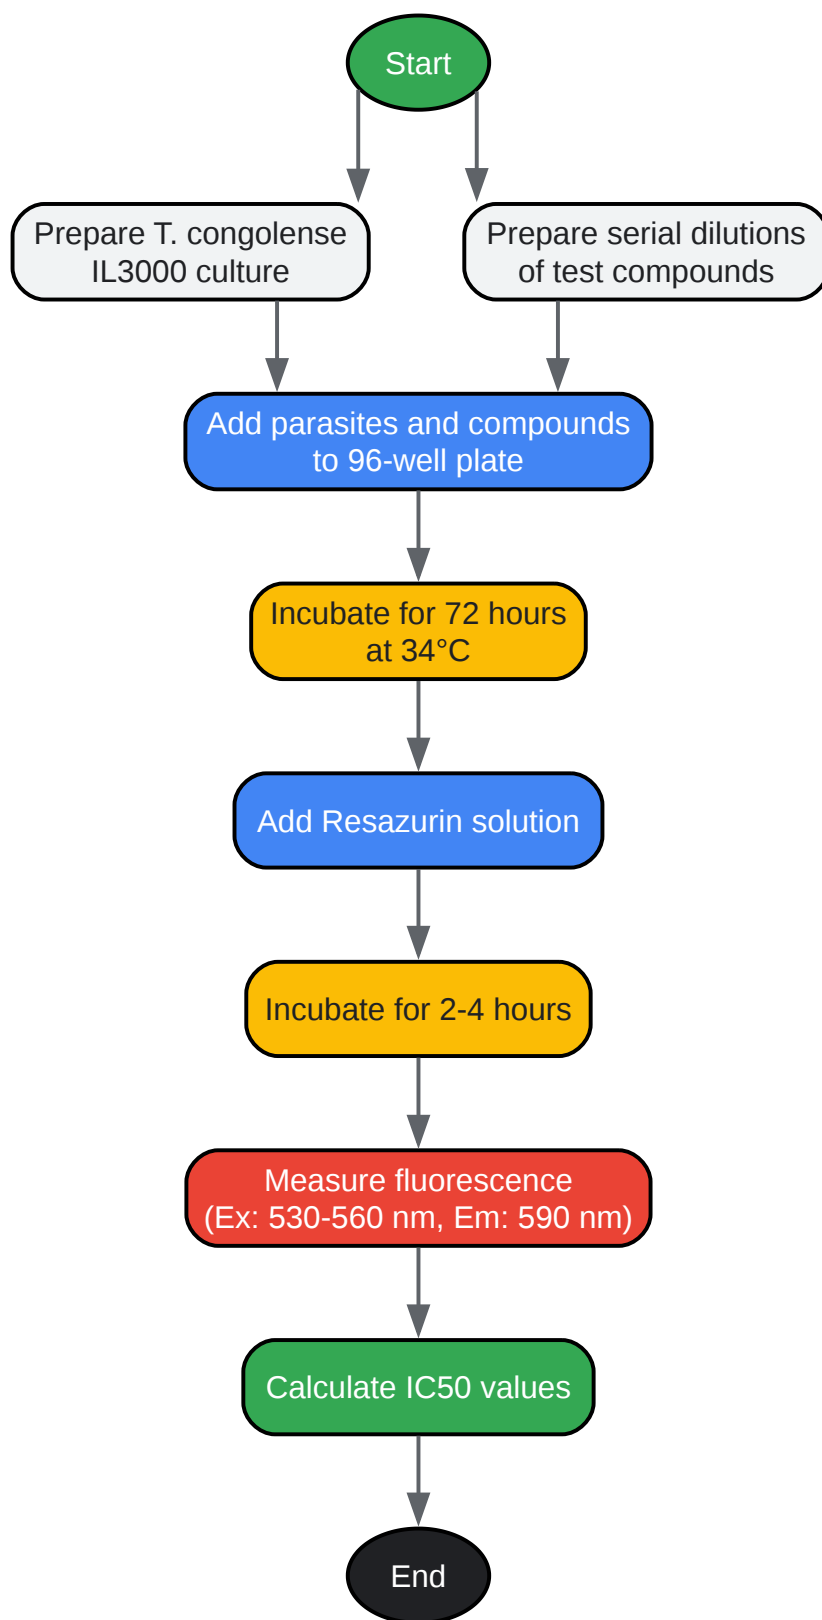 Start
Prepare T. congolense
IL3000 culture
Prepare serial dilutions
of test compounds
Add parasites and compounds
to 96-well plate
Incubate for 72 hours
at 34°C
Add Resazurin solution
Incubate for 2-4 hours
Measure fluorescence
(Ex: 530-560 nm, Em: 590 nm)
Calculate IC50 values
End